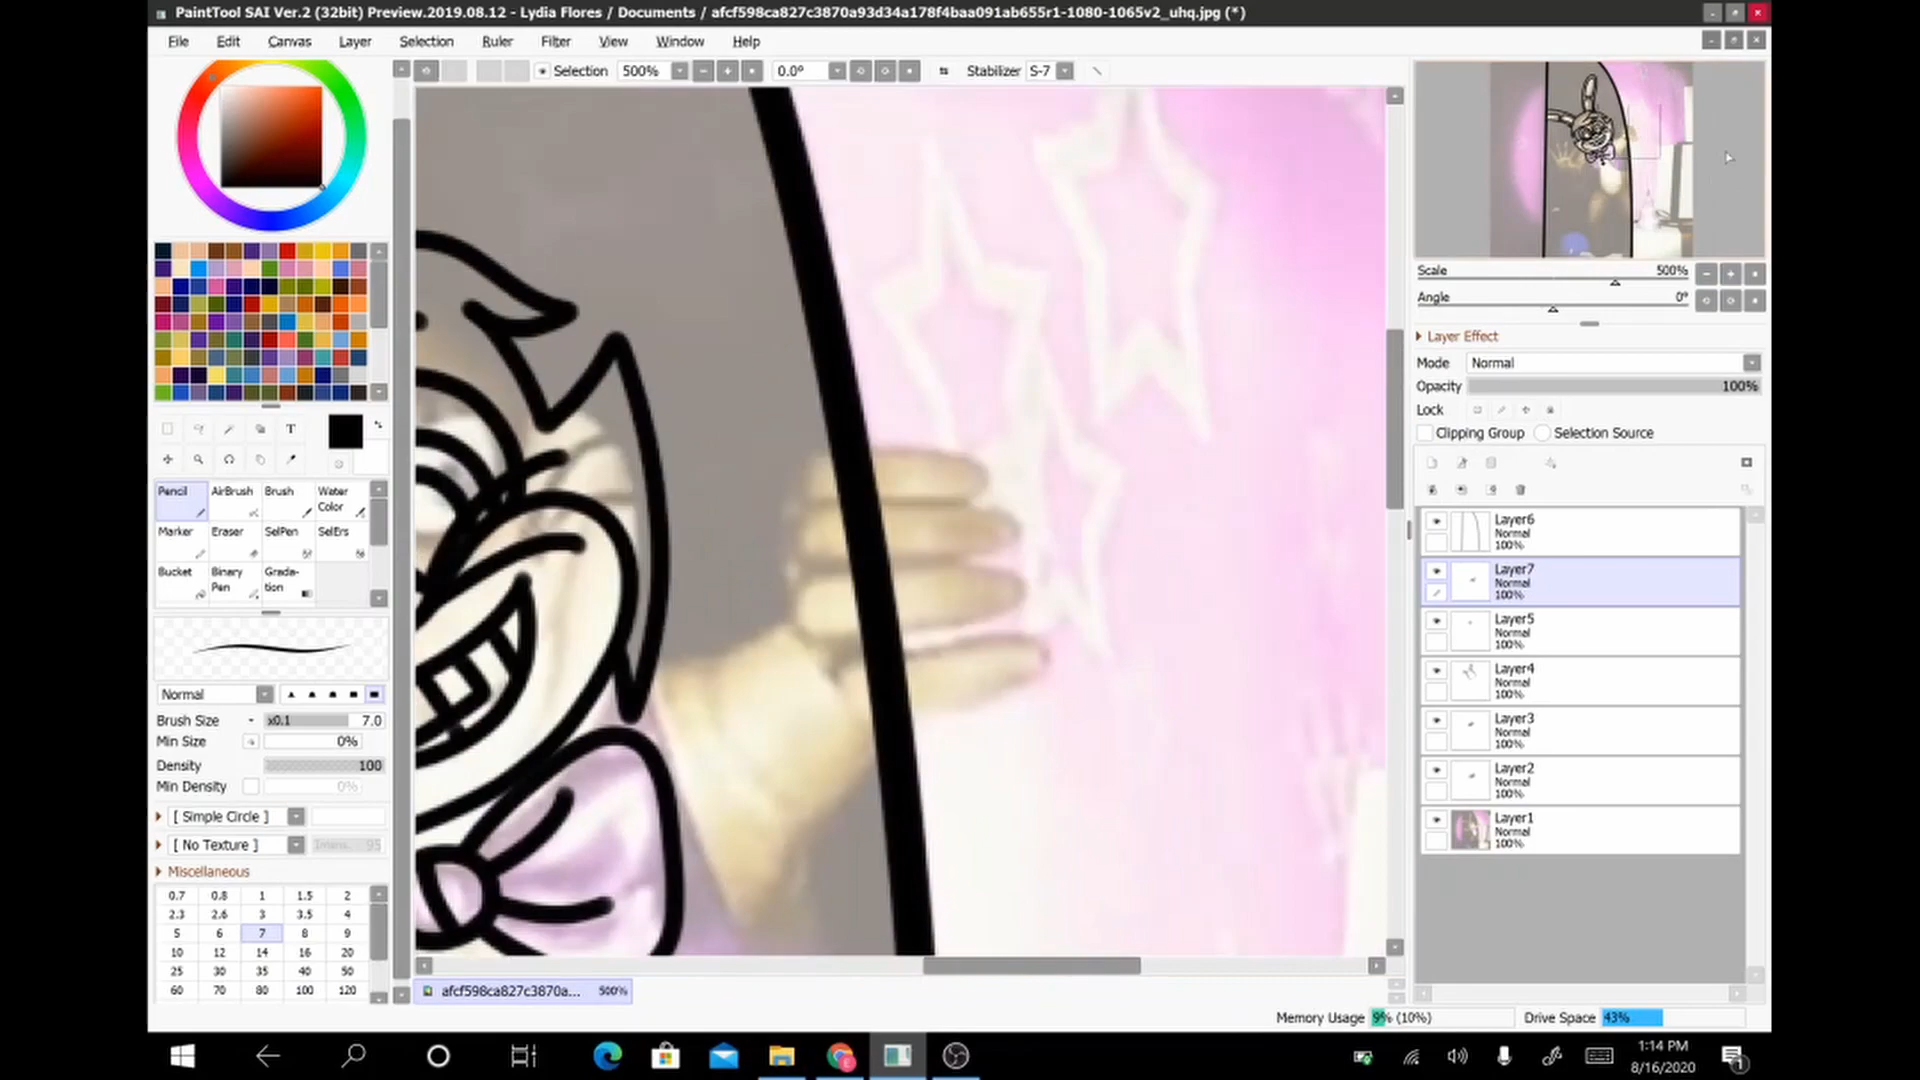 PaintTool SAI Ver.2 (32bit) Preview.2019.08.12 - Lydia Flores / Documents / afcf598ca827c3870a93d34a178f4baa091ab655r1-1080-1065v2_uhq.jpg (*)
File Edit Canvas Layer Selection Ruler Filter View Window Help
Selection 500% 0.0° Stabilizer S-7
Scale 500%
Angle 0°
Layer Effect
Mode Normal
Opacity 100%
Lock
Clipping Group Selection Source
T
Pencil AirBrush Brush Water Color
Marker Eraser SelPen SelErs
Bucket Binary Pen Grada-tion
Normal
Brush Size x0.1 7.0
Min Size 0%
Density 100
Min Density 0%
[ Simple Circle ]
[ No Texture ] Intens. 95
Miscellaneous
0.7 0.8 1 1.5 2
2.3 2.6 3 3.5 4
5 6 7 8 9
10 12 14 16 20
25 30 35 40 50
60 70 80 100 120
Layer6
Normal
100%
Layer7
Normal
100%
Layer5
Normal
100%
Layer4
Normal
100%
Layer3
Normal
100%
Layer2
Normal
100%
Layer1
Normal
100%
afcf598ca827c3870a... 500%
Memory Usage 9% (10%) Drive Space 43%
1:14 PM
8/16/2020
1